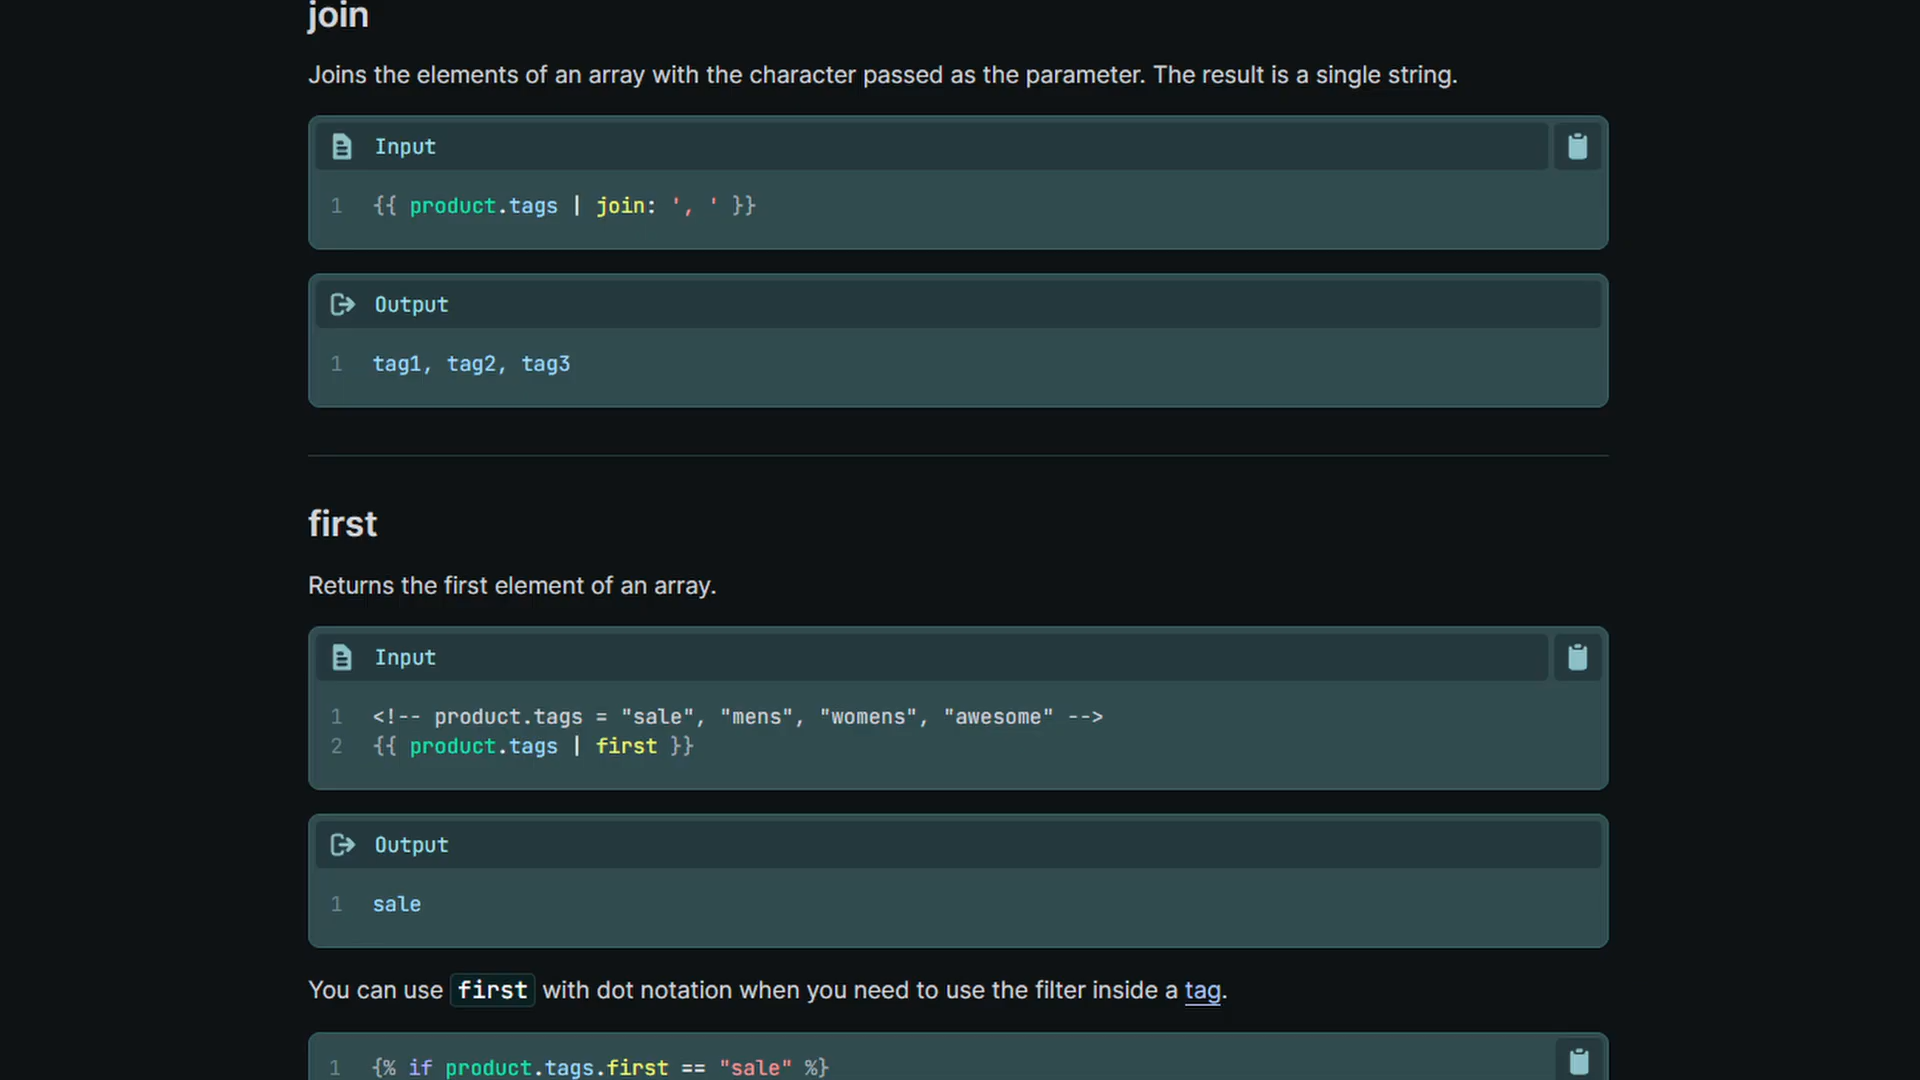 join
Joins the elements of an array with the character passed as the parameter. The result is a single string.
Input
1 {{ product.tags | join: ', ' }}
Output
1 tag1, tag2, tag3
first
Returns the first element of an array.
Input
1 <!-- product.tags = "sale", "mens", "womens", "awesome" -->
2 {{ product.tags | first }}
Output
1 sale
You can use first with dot notation when you need to use the filter inside a tag.
1 {% if product.tags.first == "sale" %}